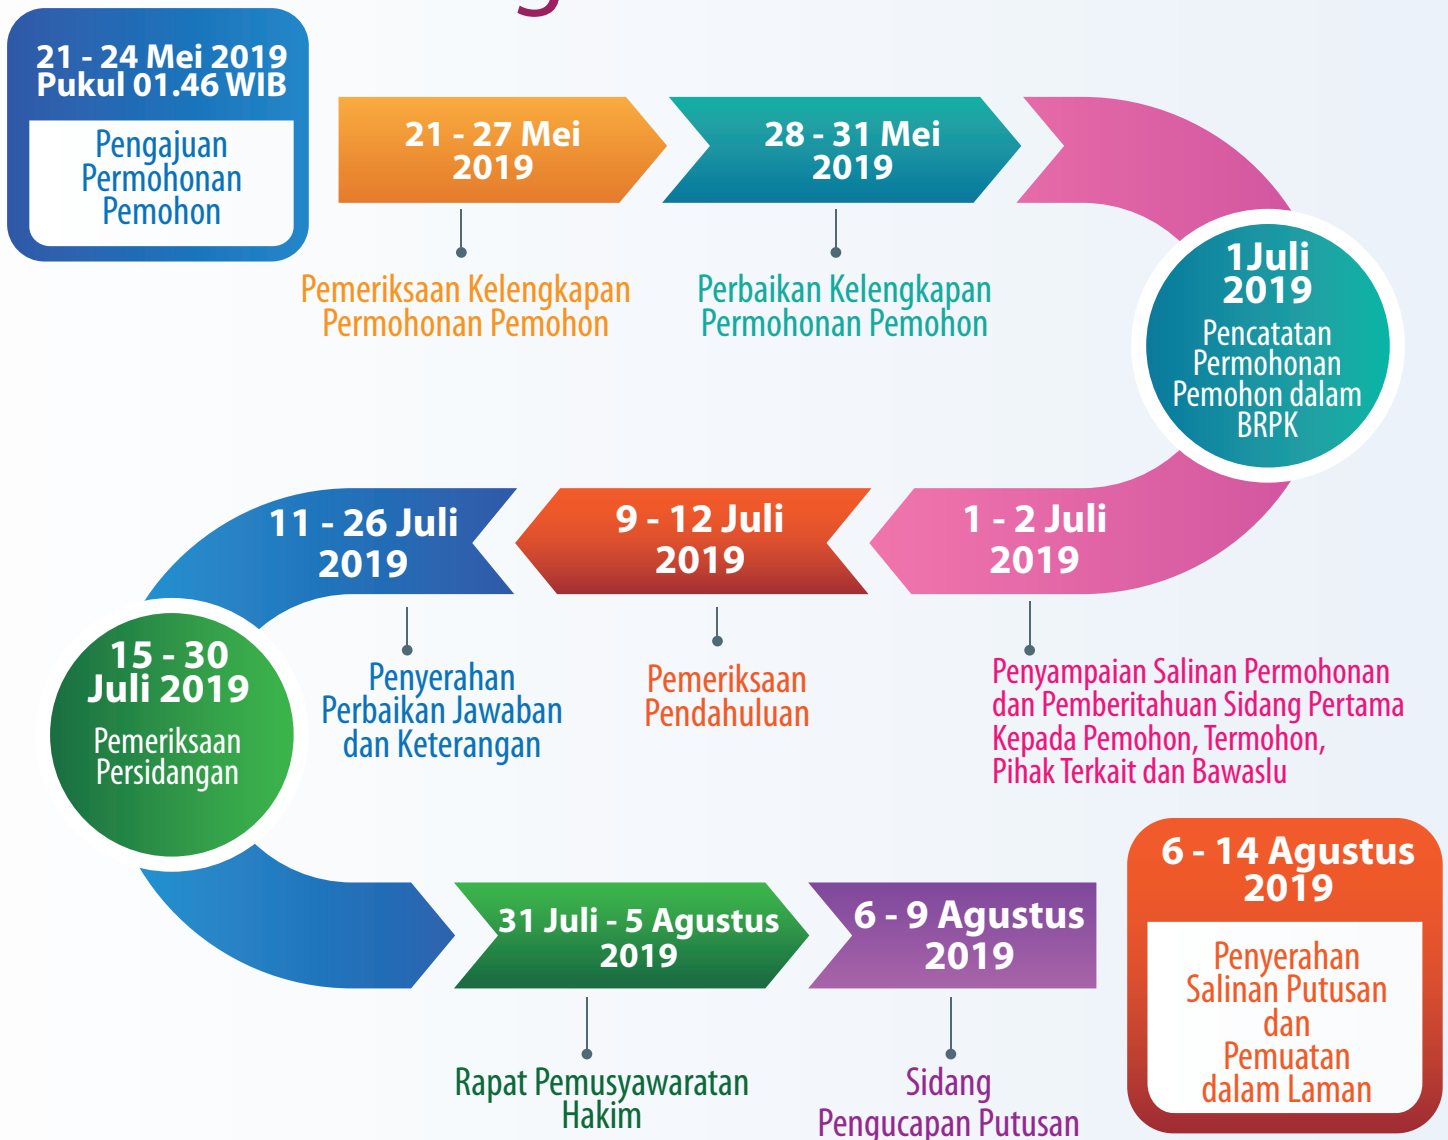 21 - 24 Mei 2019
Pukul 01.46 WIB
Pengajuan
Permohonan
Pemohon
21 - 27 Mei
2019
Pemeriksaan Kelengkapan
Permohonan Pemohon
28 - 31 Mei
2019
Perbaikan Kelengkapan
Permohonan Pemohon
1 Juli
2019
Pencatatan
Permohonan
Pemohon dalam
BRPK
1 - 2 Juli
2019
Penyampaian Salinan Permohonan
dan Pemberitahuan Sidang Pertama
Kepada Pemohon, Termohon,
Pihak Terkait dan Bawaslu
9 - 12 Juli
2019
Pemeriksaan
Pendahuluan
11 - 26 Juli
2019
Penyerahan
Perbaikan Jawaban
dan Keterangan
15 - 30
Juli 2019
Pemeriksaan
Persidangan
31 Juli - 5 Agustus
2019
Rapat Pemusyawaratan
Hakim
6 - 9 Agustus
2019
Sidang
Pengucapan Putusan
6 - 14 Agustus
2019
Penyerahan
Salinan Putusan
dan
Pemuatan
dalam Laman